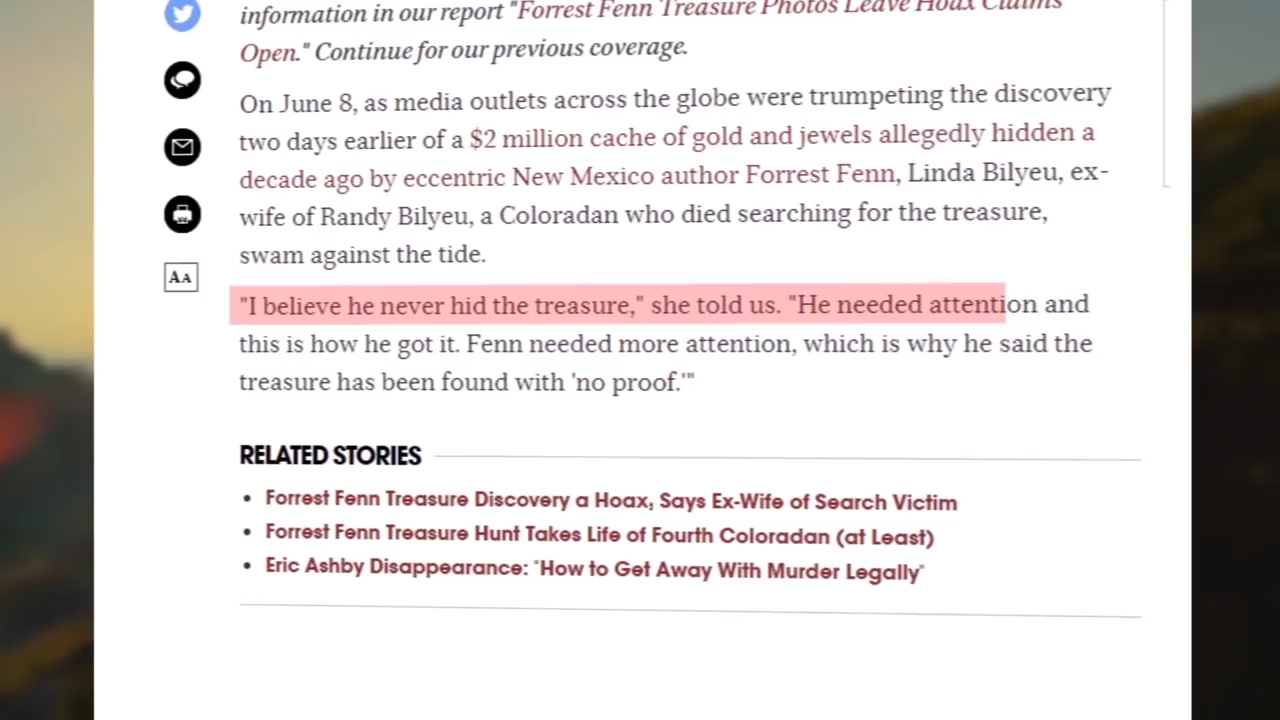 information in our report "Forrest Fenn Treasure Photos Leave Hoax Claims
Open." Continue for our previous coverage.
On June 8, as media outlets across the globe were trumpeting the discovery
two days earlier of a $2 million cache of gold and jewels allegedly hidden a
decade ago by eccentric New Mexico author Forrest Fenn, Linda Bilyeu, ex-
wife of Randy Bilyeu, a Coloradan who died searching for the treasure,
swam against the tide.
AA
"I believe he never hid the treasure," she told us. "He needed attention and
this is how he got it. Fenn needed more attention, which is why he said the
treasure has been found with 'no proof.'"
RELATED STORIES
• Forrest Fenn Treasure Discovery a Hoax, Says Ex-Wife of Search Victim
• Forrest Fenn Treasure Hunt Takes Life of Fourth Coloradan (at Least)
• Eric Ashby Disappearance: "How to Get Away With Murder Legally"